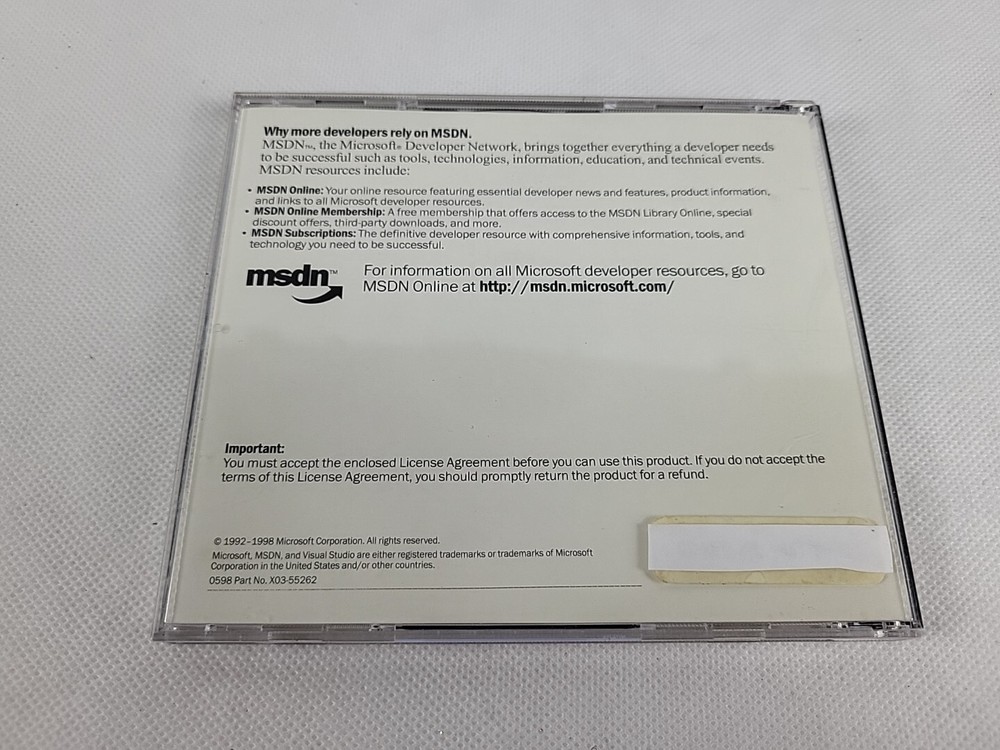 Why more developers rely on MSDN.
MSDN™, the Microsoft® Developer Network, brings together everything a developer needs
to be successful such as tools, technologies, information, education, and technical events.
MSDN resources include:
• MSDN Online: Your online resource featuring essential developer news and features, product information,
and links to all Microsoft developer resources.
• MSDN Online Membership: A free membership that offers access to the MSDN Library Online, special
discount offers, third-party downloads, and more.
• MSDN Subscriptions: The definitive developer resource with comprehensive information, tools, and
technology you need to be successful.
msdn™
For information on all Microsoft developer resources, go to
MSDN Online at http://msdn.microsoft.com/
Important:
You must accept the enclosed License Agreement before you can use this product. If you do not accept the
terms of this License Agreement, you should promptly return the product for a refund.
© 1992–1998 Microsoft Corporation. All rights reserved.
Microsoft, MSDN, and Visual Studio are either registered trademarks or trademarks of Microsoft
Corporation in the United States and/or other countries.
0598 Part No. X03-55262